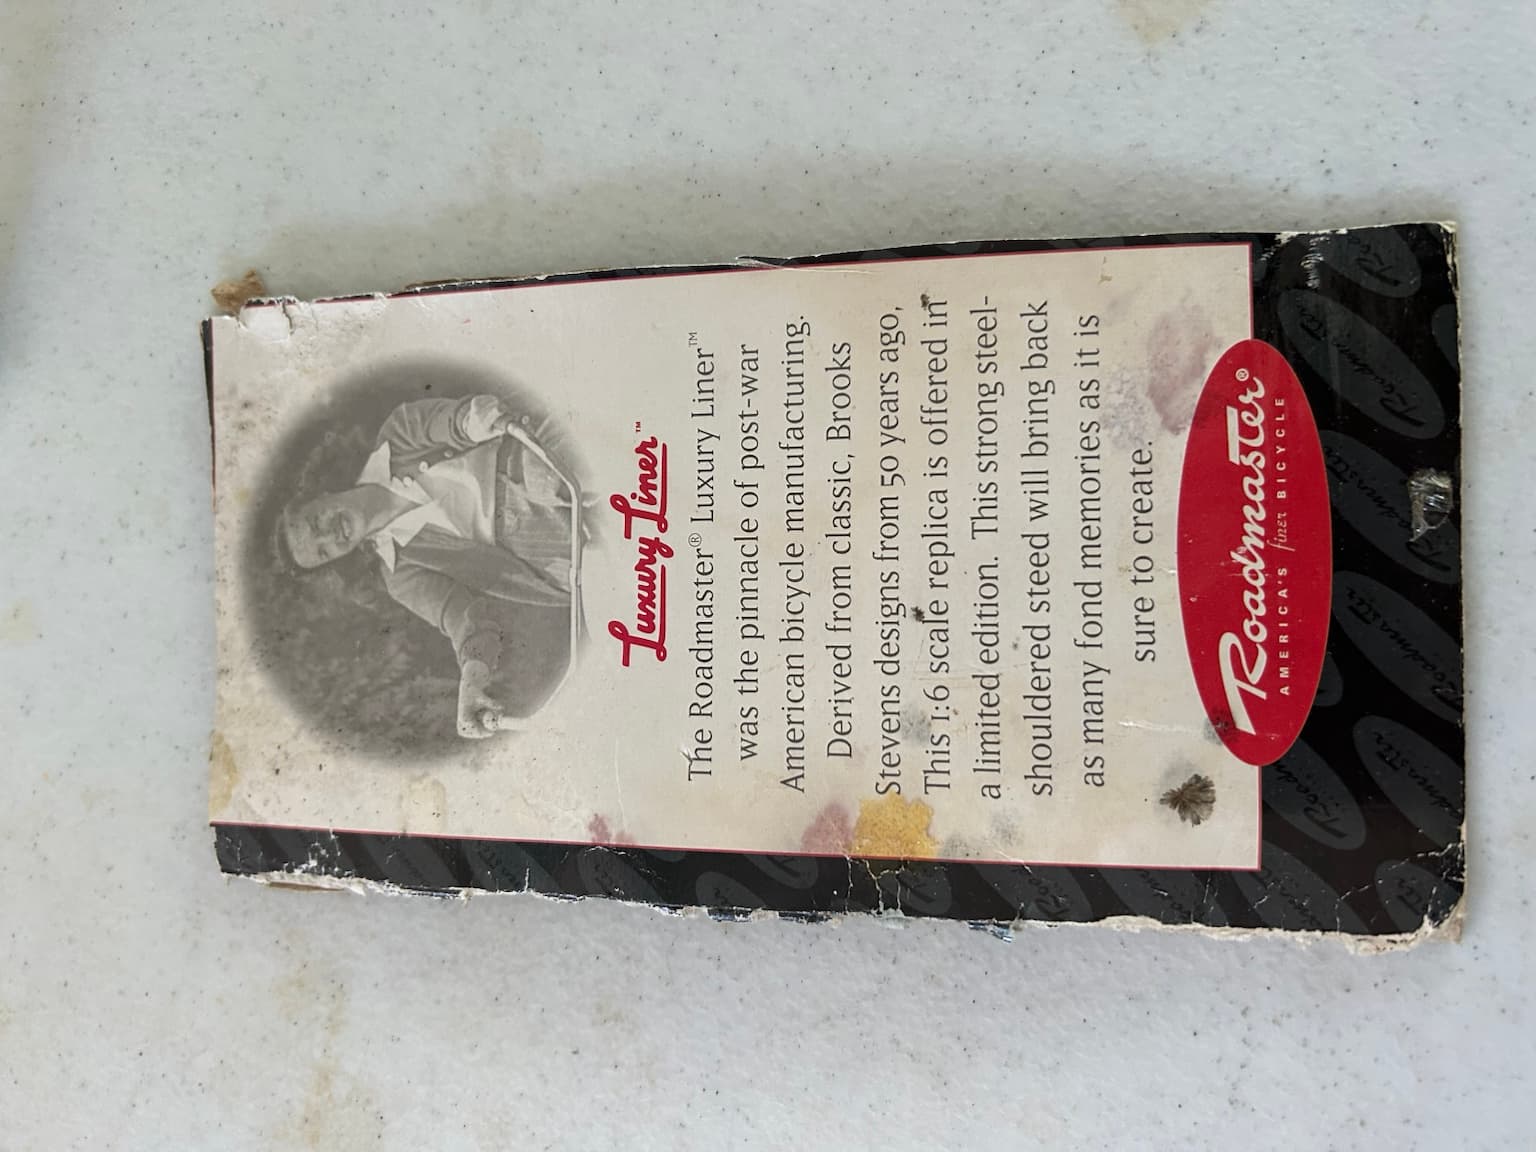 Luxury Liner™
The Roadmaster® Luxury Liner™
was the pinnacle of post-war
American bicycle manufacturing.
Derived from classic, Brooks
Stevens designs from 50 years ago,
This 1:6 scale replica is offered in
a limited edition. This strong steel-
shouldered steed will bring back
as many fond memories as it is
sure to create.
Roadmaster®
AMERICA'S finest BICYCLE